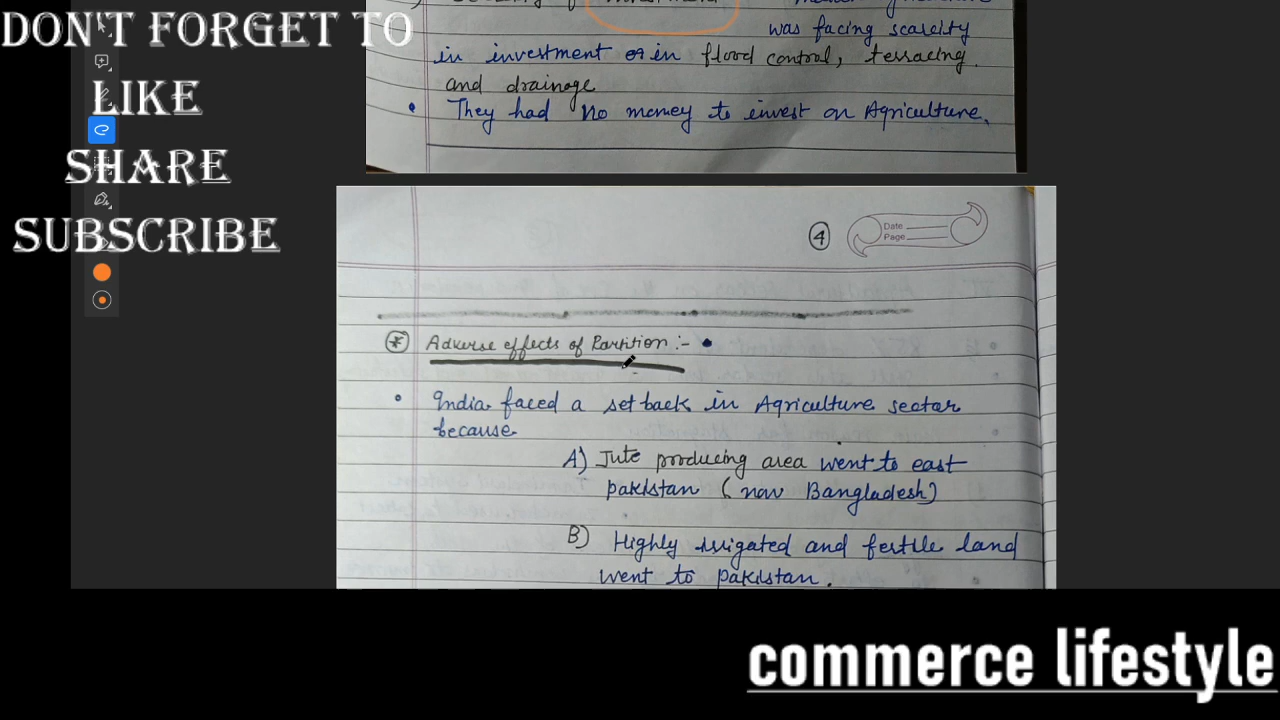 DON'T FORGET TO
LIKE
SHARE
SUBSCRIBE
was facing scarcity
in investment or in flood control, terracing
and drainage
• They had No money to invest on Agriculture.
4
Date
Page
* Adverse effects of Partition :-
• India faced a set back in Agriculture sector
because
A) Jute producing area went to east
pakistan (now Bangladesh)
B) Highly irrigated and fertile land
went to pakistan.
commerce lifestyle